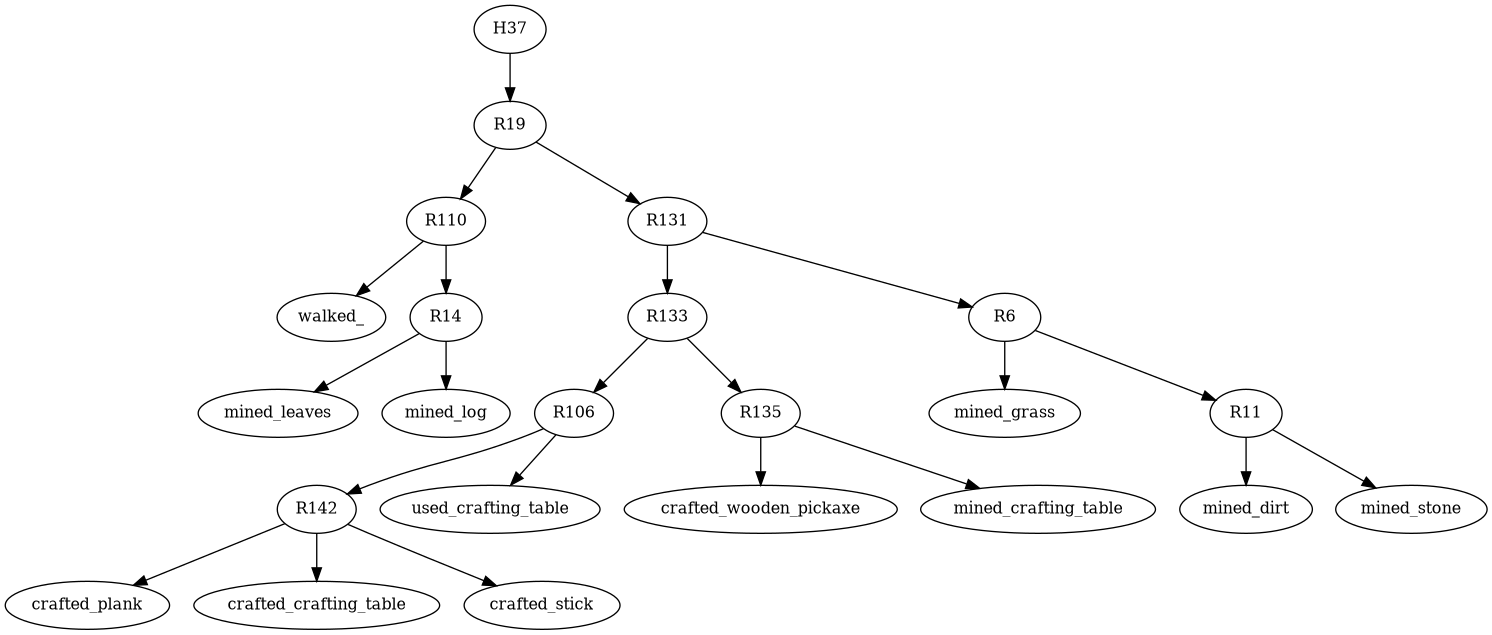 H37
R19
R110
R131
walked_
R14
R133
R6
mined_leaves
mined_log
R106
R135
mined_grass
R11
R142
used_crafting_table
crafted_wooden_pickaxe
mined_crafting_table
mined_dirt
mined_stone
crafted_plank
crafted_crafting_table
crafted_stick